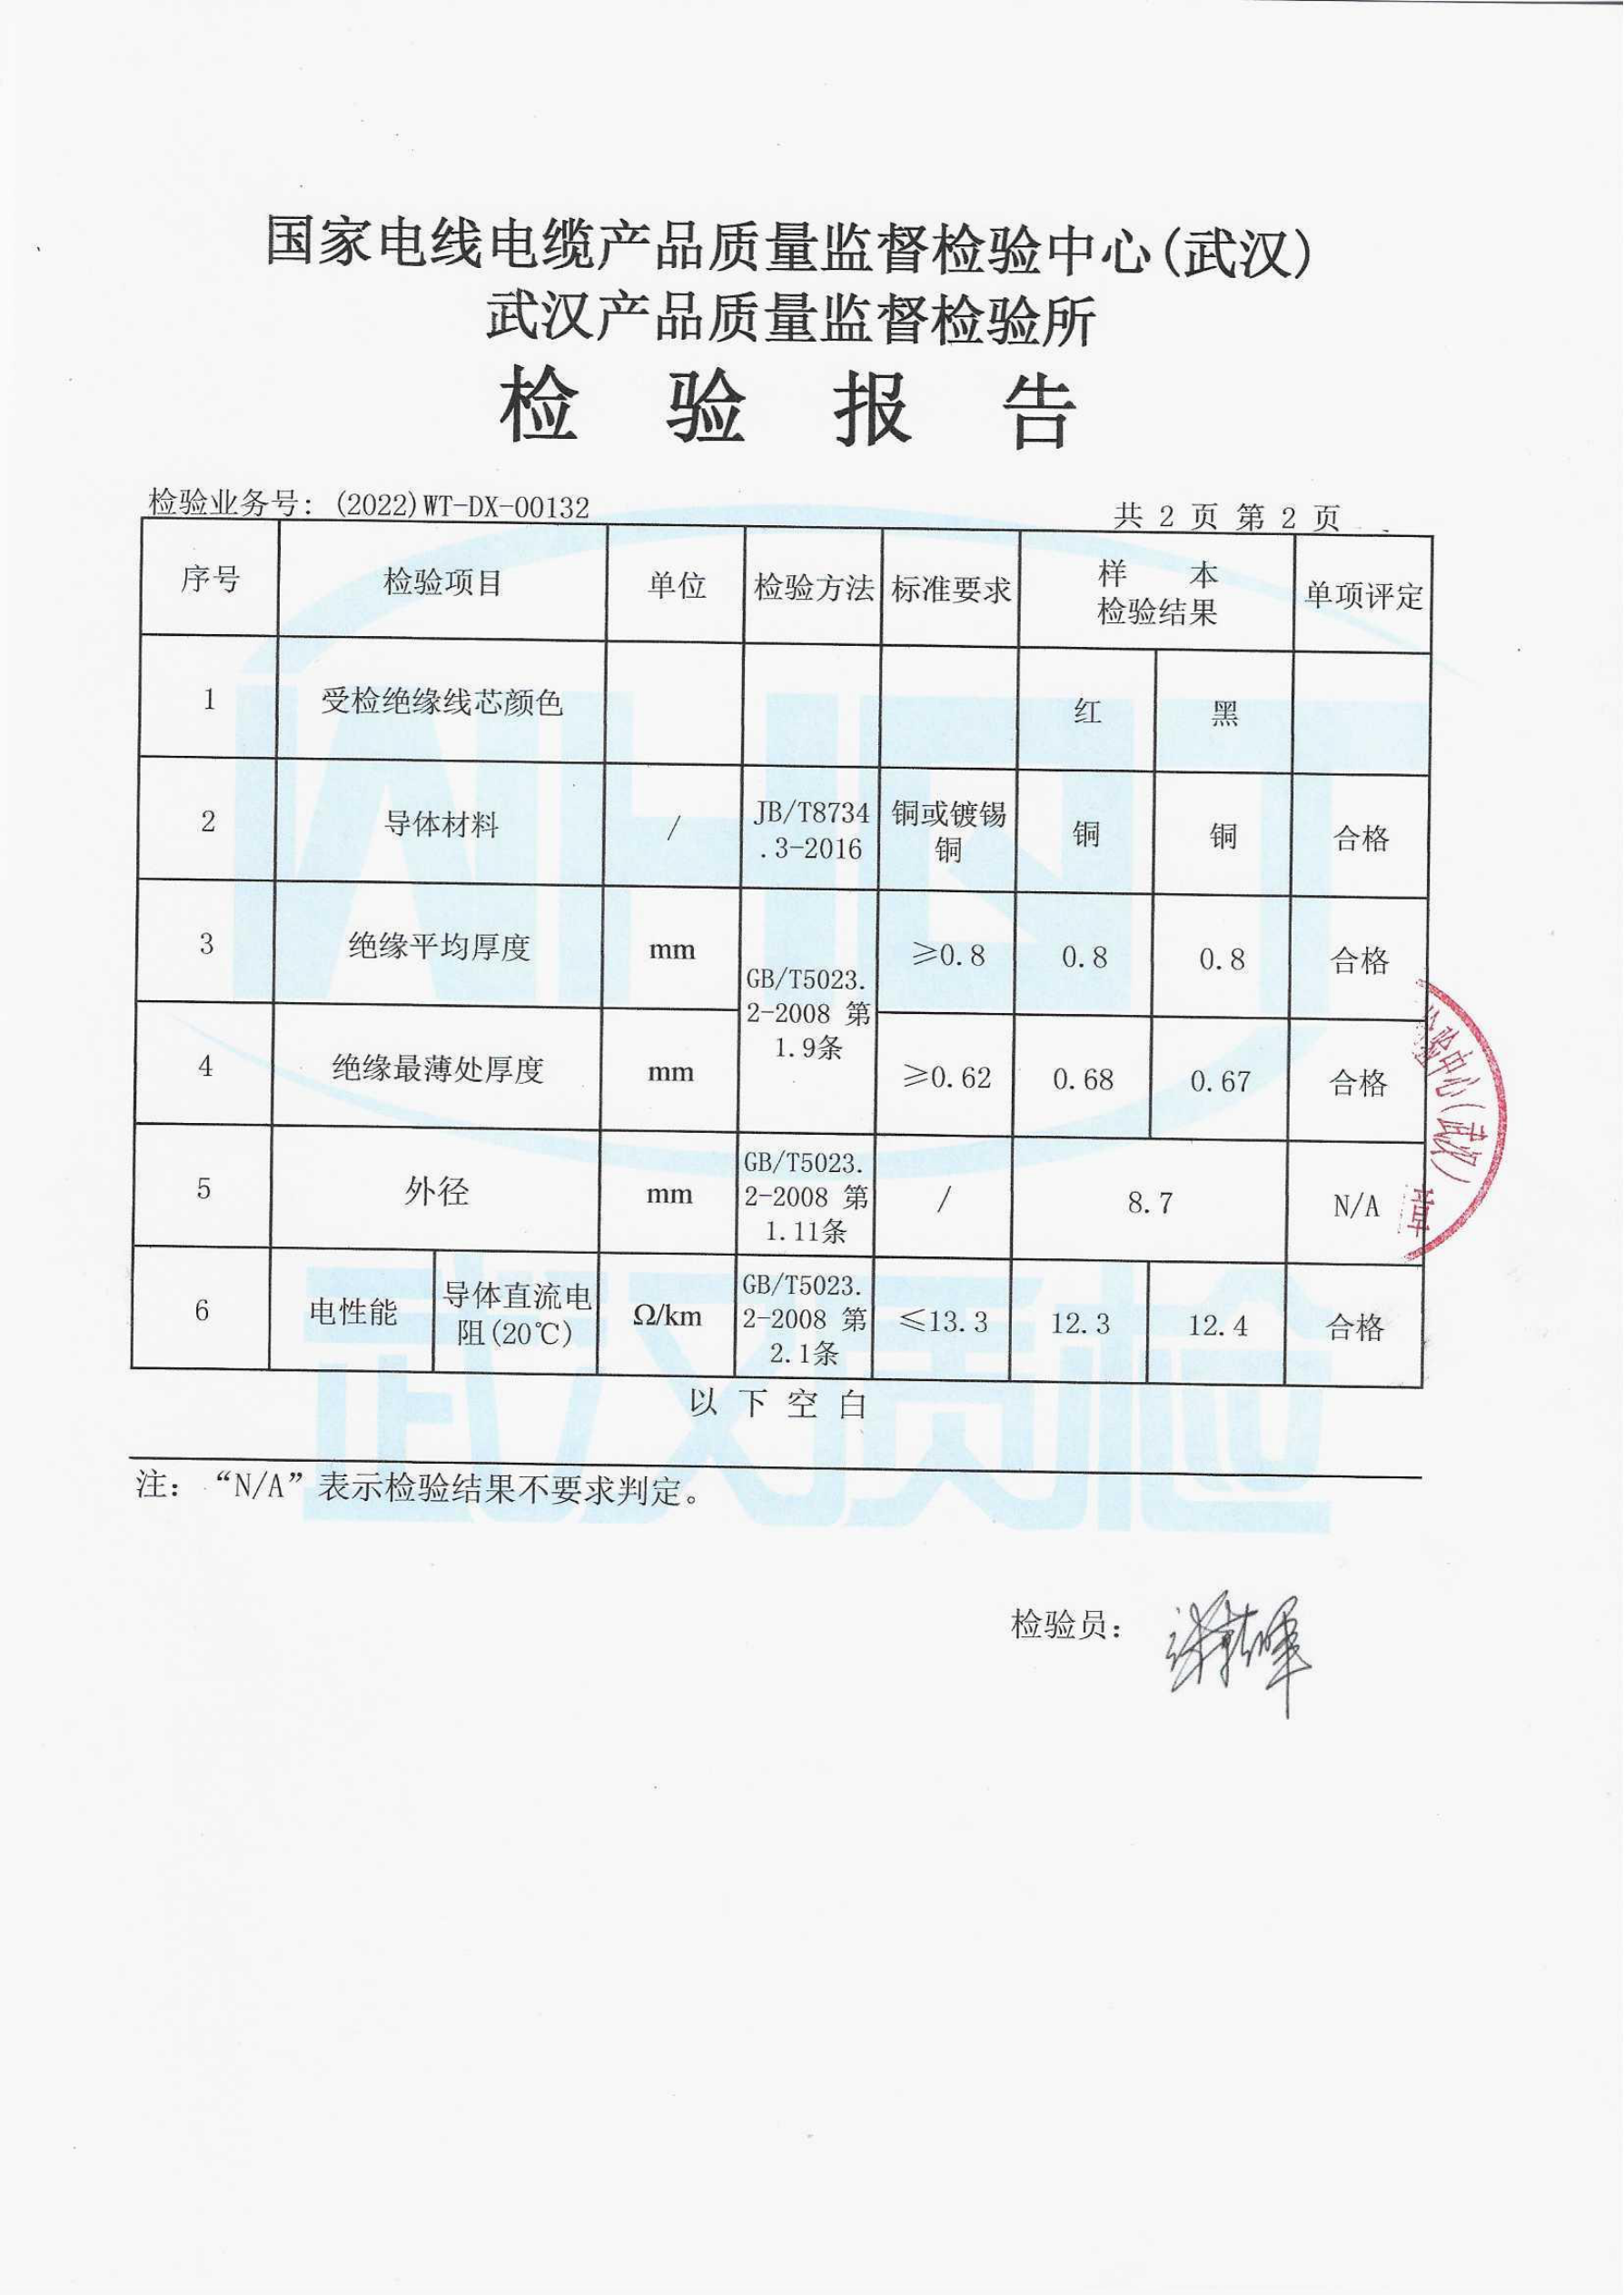 国家电线电缆产品质量监督检验中心(武汉)
武汉产品质量监督检验所
检 验 报 告
检验业务号: (2022)WT-DX-00132
共 2 页 第 2 页
序号 检验项目 单位 检验方法 标准要求 样 本 检验结果 单项评定
1 受检绝缘线芯颜色 红 黑
2 导体材料 / JB/T8734.3-2016 铜或镀锡铜 铜 铜 合格
3 绝缘平均厚度 mm GB/T5023.2-2008 第1.9条 ≥0.8 0.8 0.8 合格
4 绝缘最薄处厚度 mm ≥0.62 0.68 0.67 合格
5 外径 mm GB/T5023.2-2008 第1.11条 / 8.7 N/A
6 电性能 导体直流电阻(20℃) Ω/km GB/T5023.2-2008 第2.1条 ≤13.3 12.3 12.4 合格
以 下 空 白
注: “N/A”表示检验结果不要求判定。
检验员:
验中心(武汉)
章
武汉质检